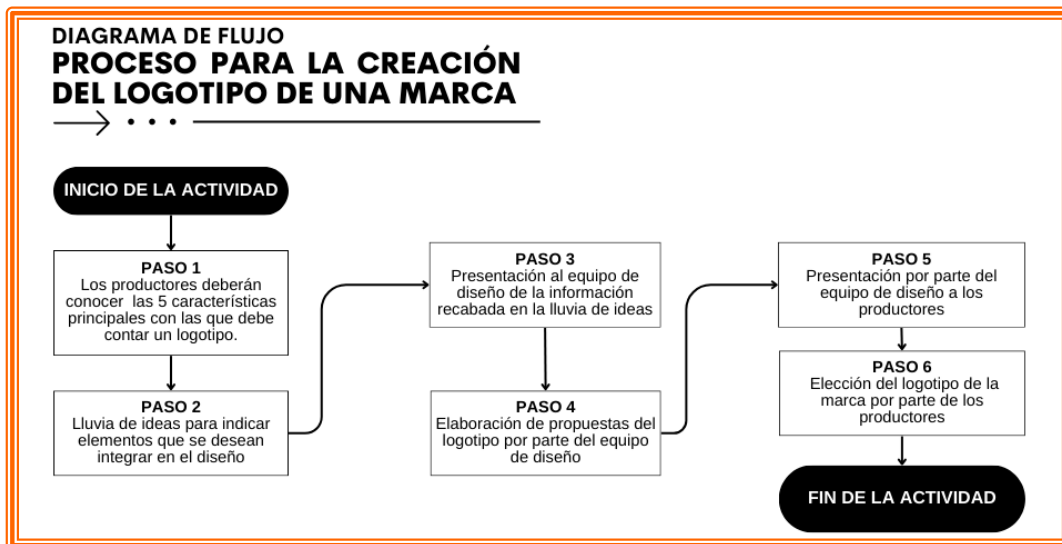 DIAGRAMA DE FLUJO
PROCESO PARA LA CREACIÓN
DEL LOGOTIPO DE UNA MARCA
INICIO DE LA ACTIVIDAD
PASO 1
Los productores deberán
conocer las 5 características
principales con las que debe
contar un logotipo.
PASO 2
Lluvia de ideas para indicar
elementos que se desean
integrar en el diseño
PASO 3
Presentación al equipo de
diseño de la información
recabada en la lluvia de ideas
PASO 4
Elaboración de propuestas del
logotipo por parte del equipo
de diseño
PASO 5
Presentación por parte del
equipo de diseño a los
productores
PASO 6
Elección del logotipo de la
marca por parte de los
productores
FIN DE LA ACTIVIDAD